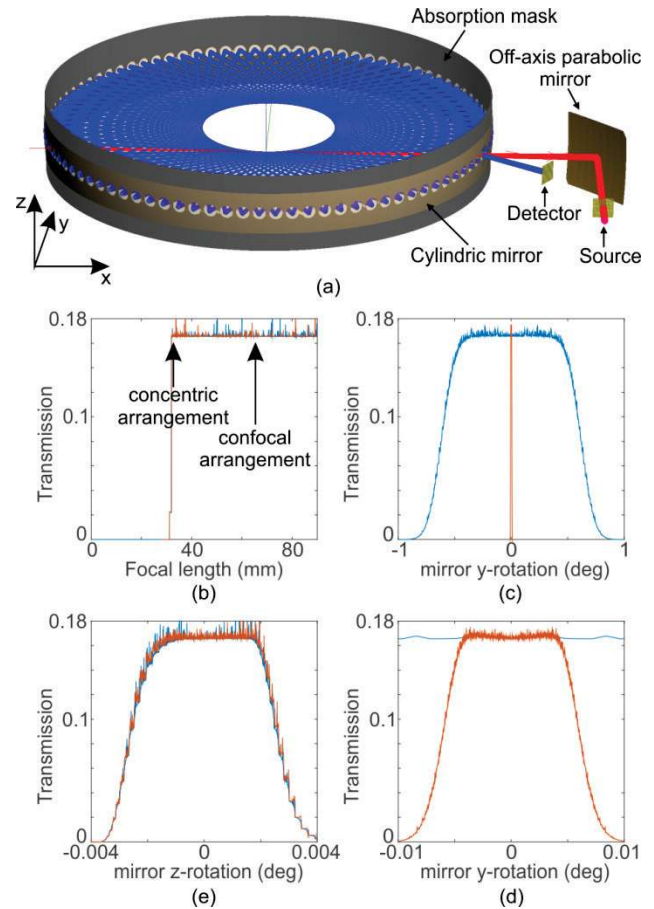 Absorption mask
Off-axis parabolic
mirror
z
y
x
Detector
Source
Cylindric mirror
(a)
0.18
0.1
0
Transmission
concentric
arrangement
confocal
arrangement
0 40 80
Focal length (mm)
(b)
0.18
0.1
0
Transmission
-1 0 1
mirror y-rotation (deg)
(c)
0.18
0.1
0
Transmission
-0.004 0 0.004
mirror z-rotation (deg)
(e)
0.18
0.1
0
Transmission
-0.01 0 0.01
mirror y-rotation (deg)
(d)